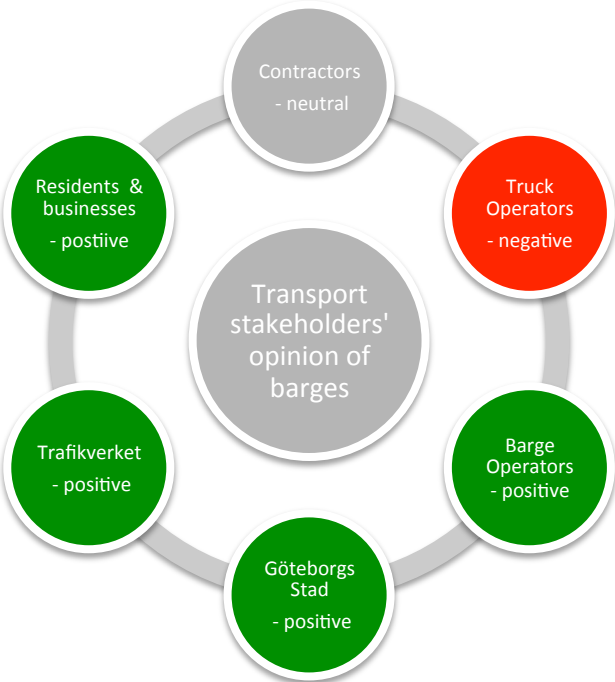 Contractors
- neutral
Truck
Operators
- negative
Barge
Operators
- positive
Göteborgs
Stad
- positive
Trafikverket
- positive
Residents &
businesses
- postiive
Transport
stakeholders'
opinion of
barges